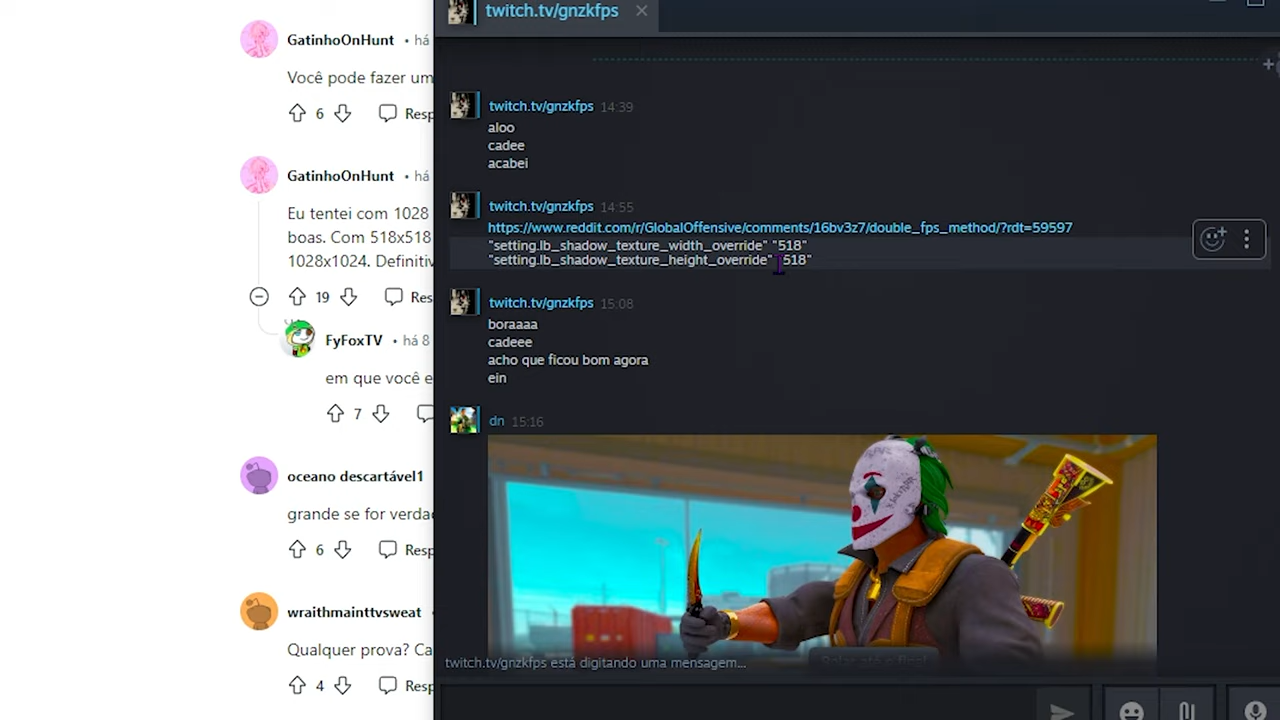 GatinhoOnHunt • há
Você pode fazer um
6 Resp
GatinhoOnHunt • há
Eu tentei com 1028
boas. Com 518x518
1028x1024. Definitiv
19 Res
FyFoxTV • há 8
em que você e
7
oceano descartável1
grande se for verda
6 Resp
wraithmainttvsweat
Qualquer prova? Ca
4 Resp
twitch.tv/gnzkfps
twitch.tv/gnzkfps 14:39
aloo
cadee
acabei
twitch.tv/gnzkfps 14:55
https://www.reddit.com/r/GlobalOffensive/comments/16bv3z7/double_fps_method/?rdt=59597
"setting.lb_shadow_texture_width_override" "518"
"setting.lb_shadow_texture_height_override" "518"
twitch.tv/gnzkfps 15:08
boraaaa
cadeee
acho que ficou bom agora
ein
dn 15:16
twitch.tv/gnzkfps está digitando uma mensagem...